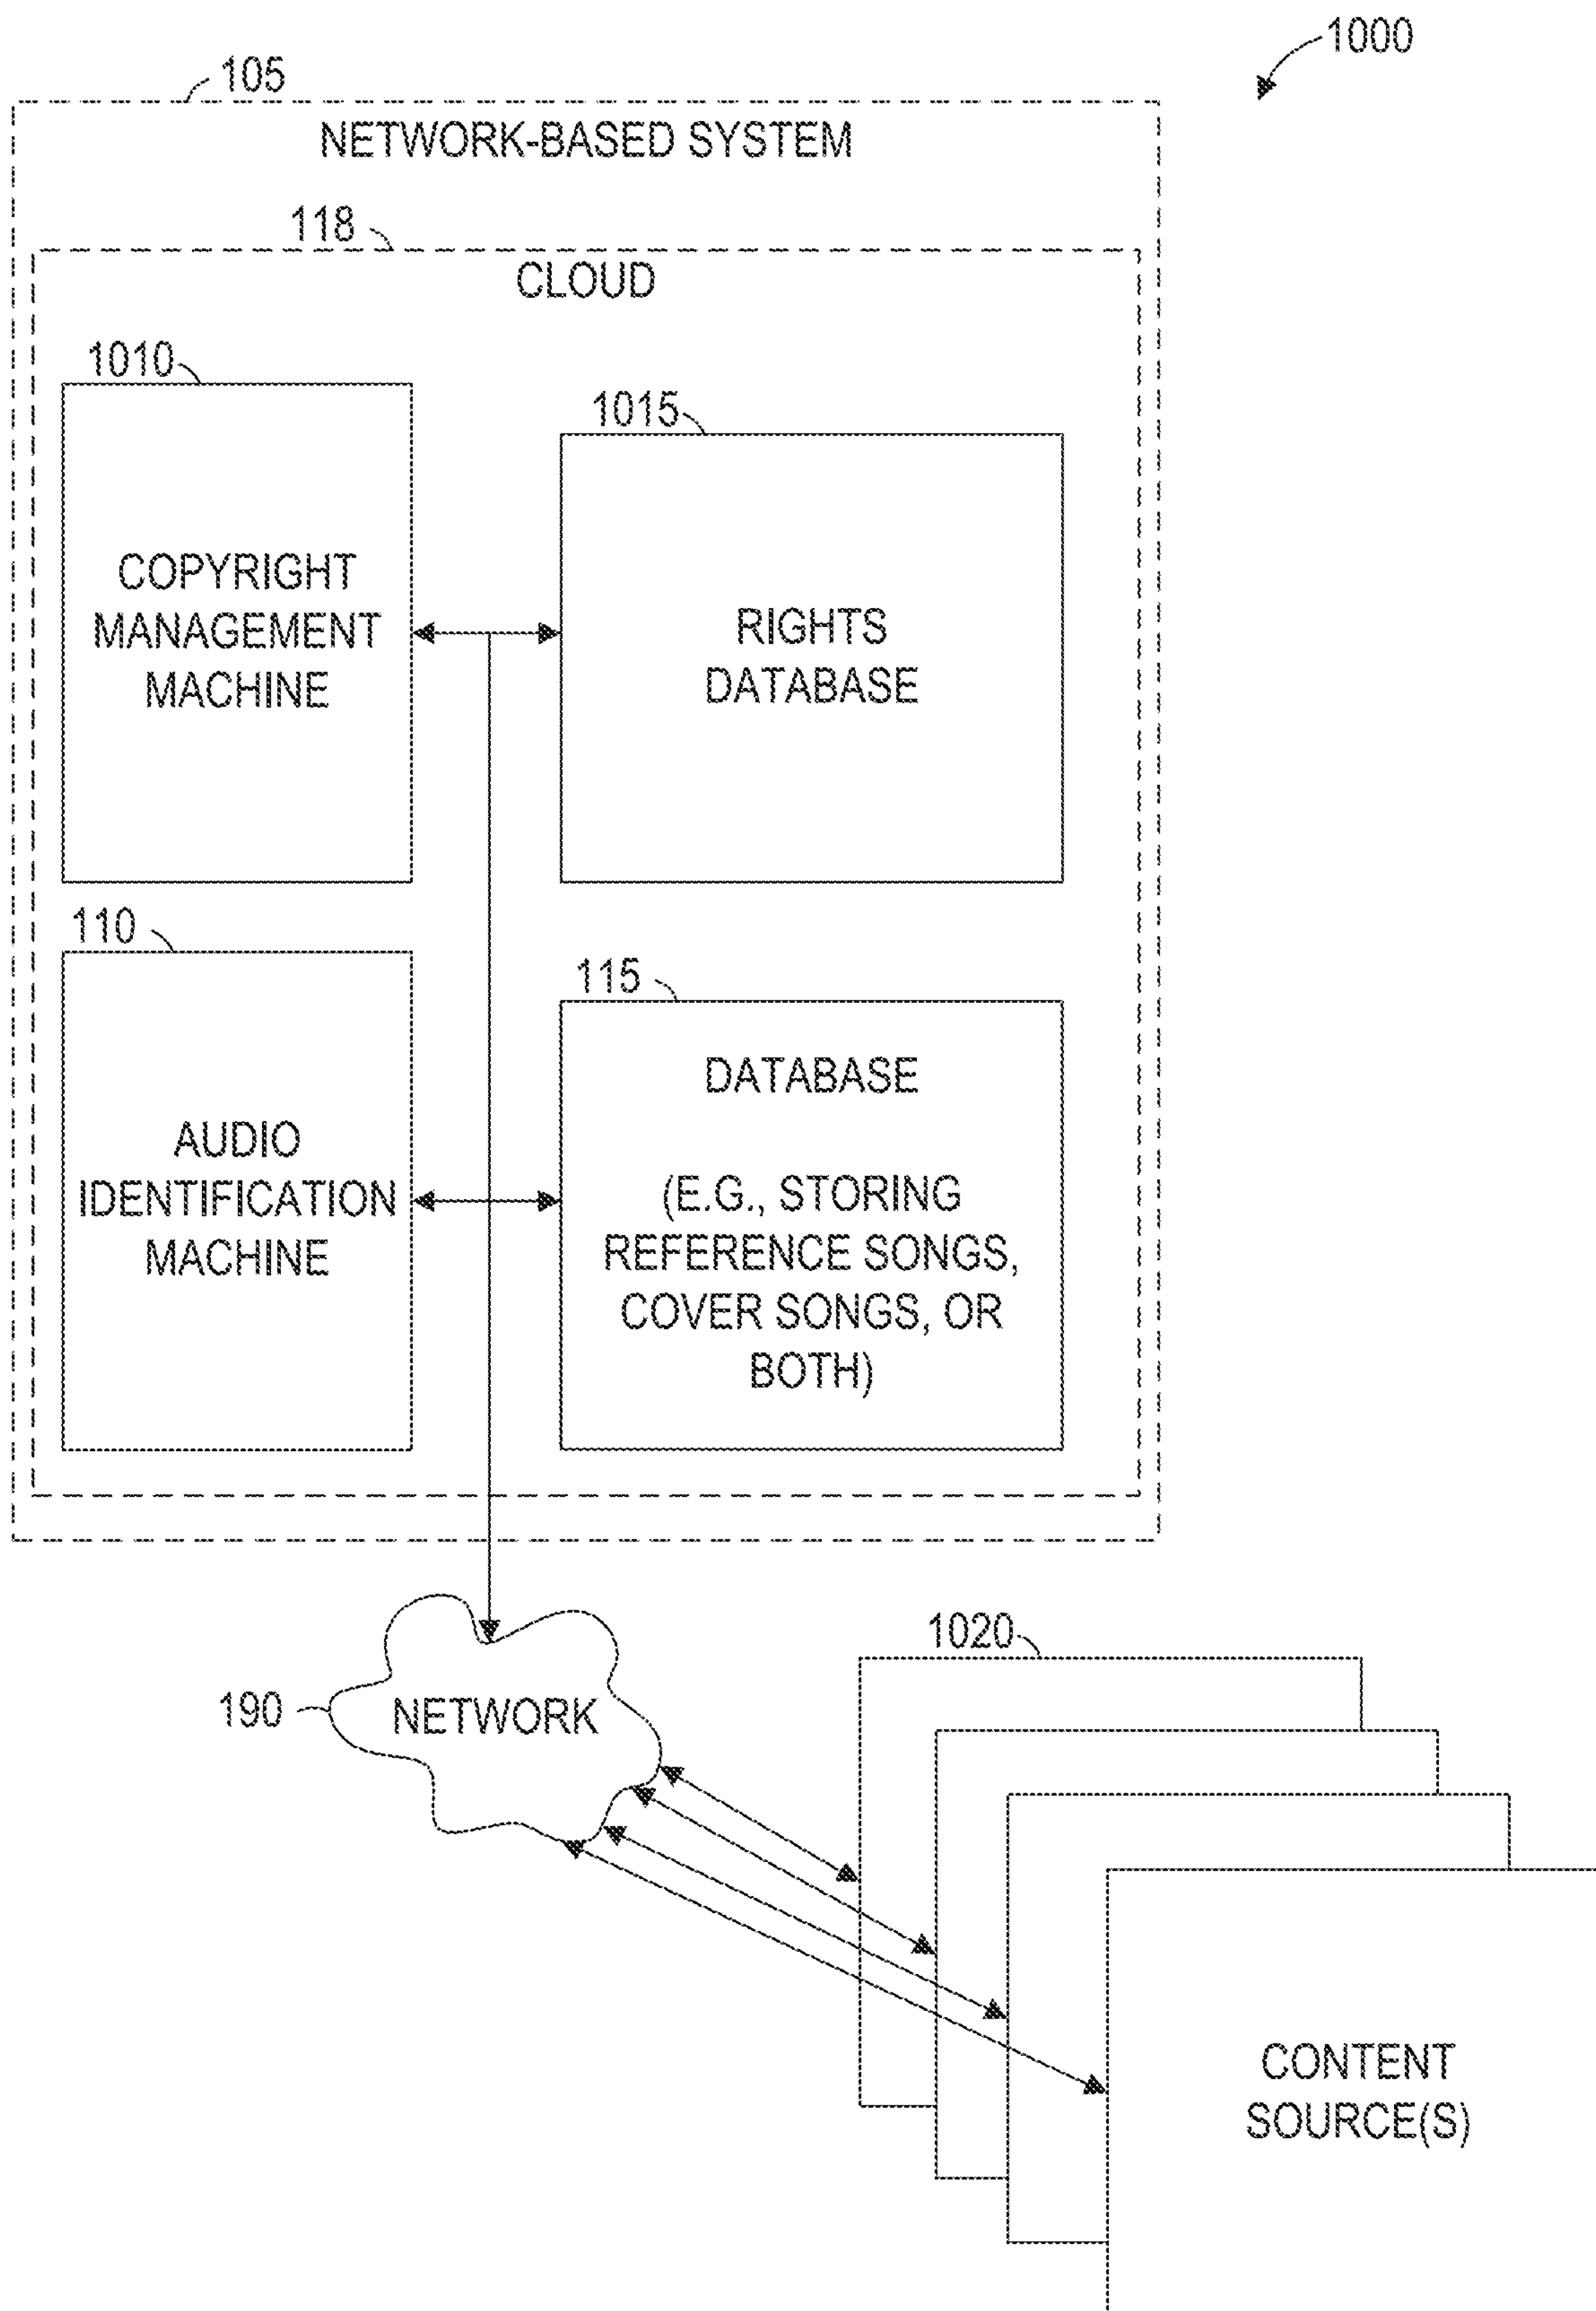 1000
105
NETWORK-BASED SYSTEM
118
CLOUD
1010
COPYRIGHT
MANAGEMENT
MACHINE
1015
RIGHTS
DATABASE
110
AUDIO
IDENTIFICATION
MACHINE
115
DATABASE
(E.G., STORING
REFERENCE SONGS,
COVER SONGS, OR
BOTH)
190
NETWORK
1020
CONTENT
SOURCE(S)